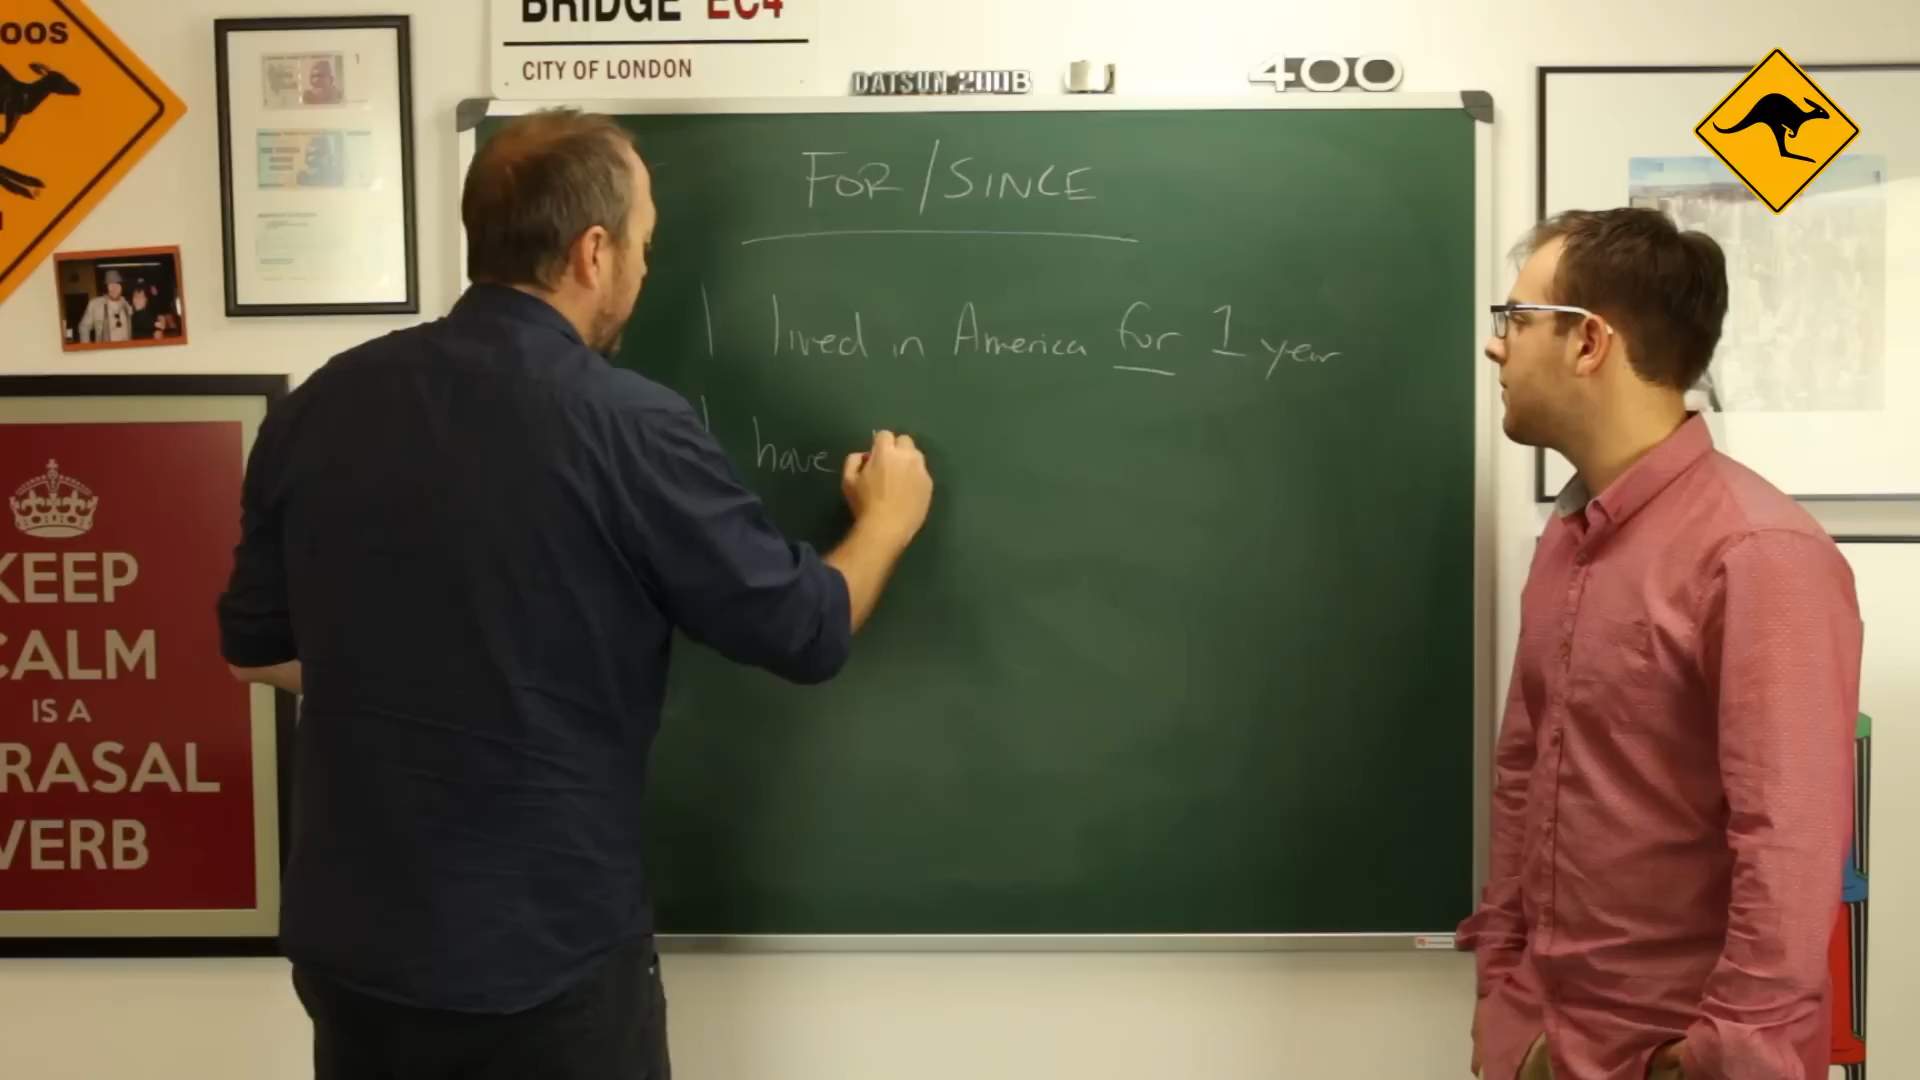 OOS
BRIDGE EC4
CITY OF LONDON
DATSUN 200B
U
400
FOR/SINCE
I lived in America for 1 year
I have
KEEP
CALM
IS A
RASAL
VERB